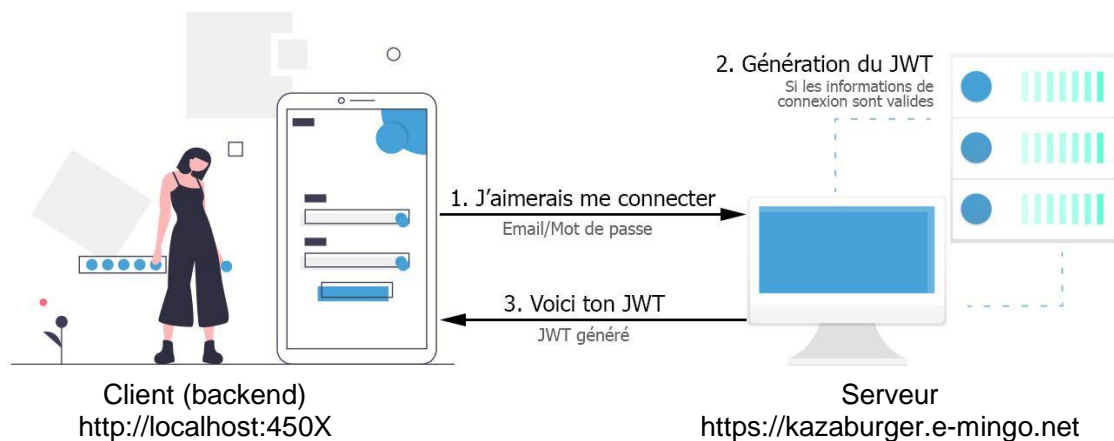 2. Génération du JWT
Si les informations de
connexion sont valides
1. J'aimerais me connecter
Email/Mot de passe
3. Voici ton JWT
JWT généré
Client (backend)
http://localhost:450X
Serveur
https://kazaburger.e-mingo.net